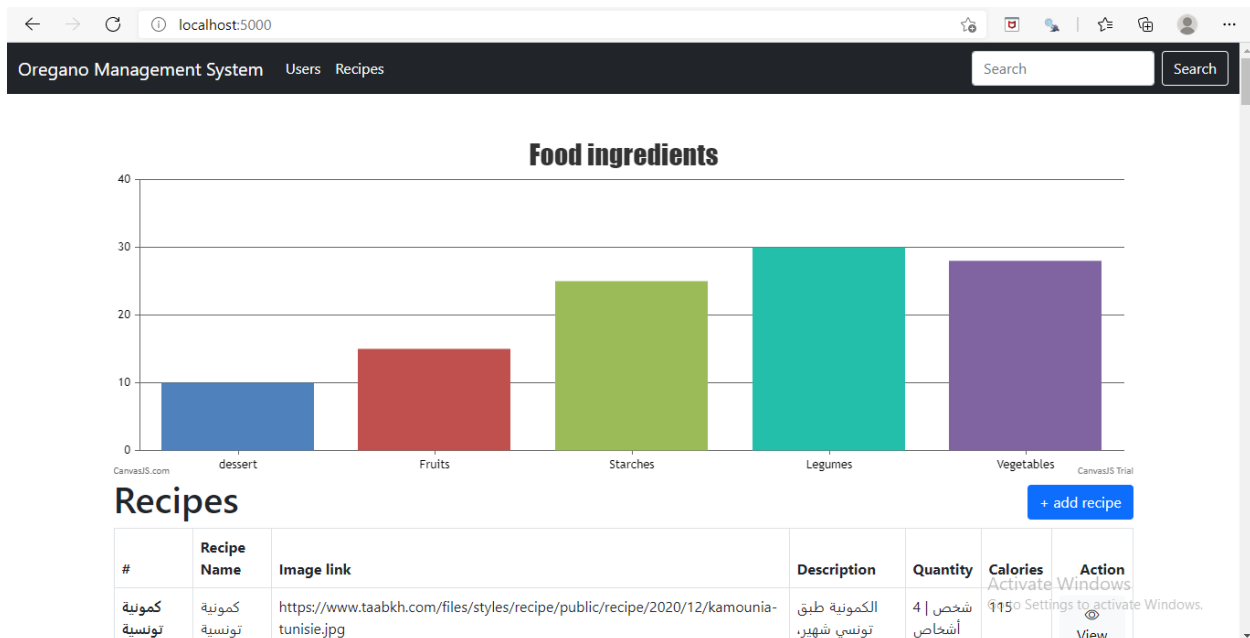 localhost:5000
Oregano Management System Users Recipes Search Search
Food ingredients
40
30
20
10
0
dessert Fruits Starches Legumes Vegetables
CanvasJS.com CanvasJS Trial
Recipes + add recipe
# Recipe Name Image link Description Quantity Calories Action
كمونية تونسية
كمونية تونسية
https://www.taabkh.com/files/styles/recipe/public/recipe/2020/12/kamounia-
tunisie.jpg
الكمونية طبق
تونسي شهير،
4 | شخص
أشخاص
115
View
Activate Windows
Go to Settings to activate Windows.